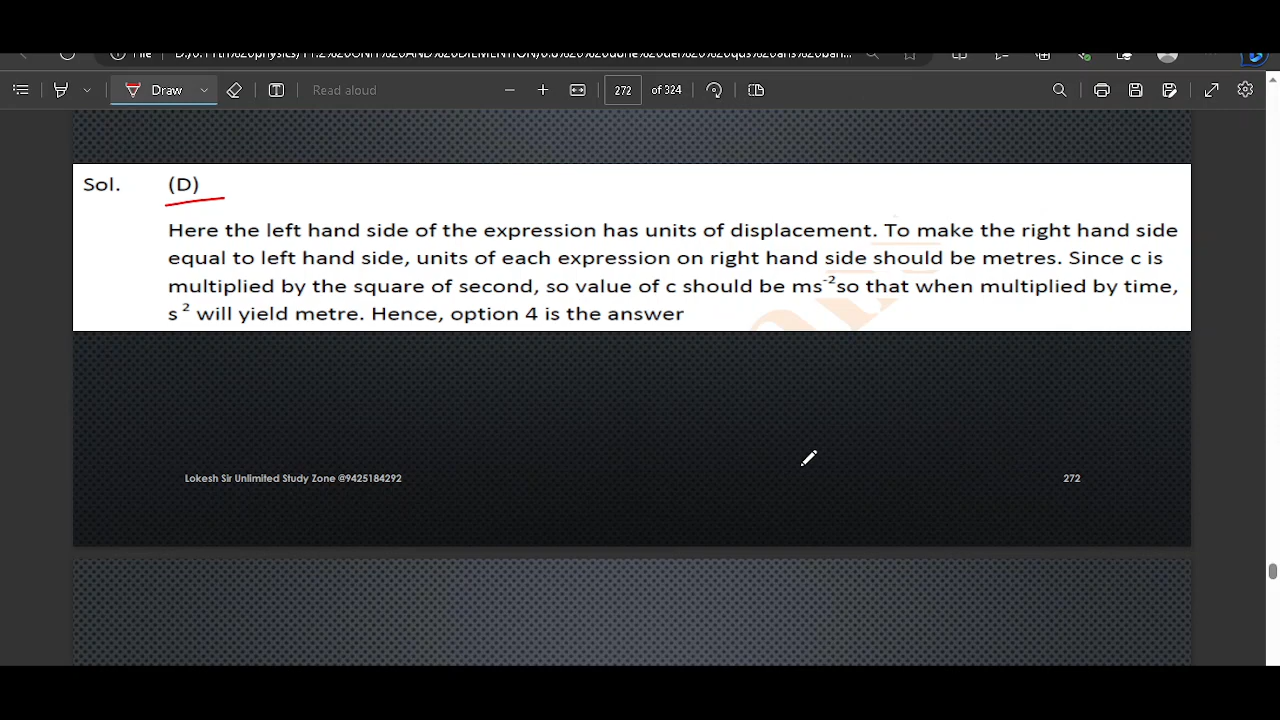 Draw
Read aloud
272
of 324
Sol. (D)
Here the left hand side of the expression has units of displacement. To make the right hand side
equal to left hand side, units of each expression on right hand side should be metres. Since c is
multiplied by the square of second, so value of c should be ms⁻²so that when multiplied by time,
s ² will yield metre. Hence, option 4 is the answer
Lokesh Sir Unlimited Study Zone @9425184292
272